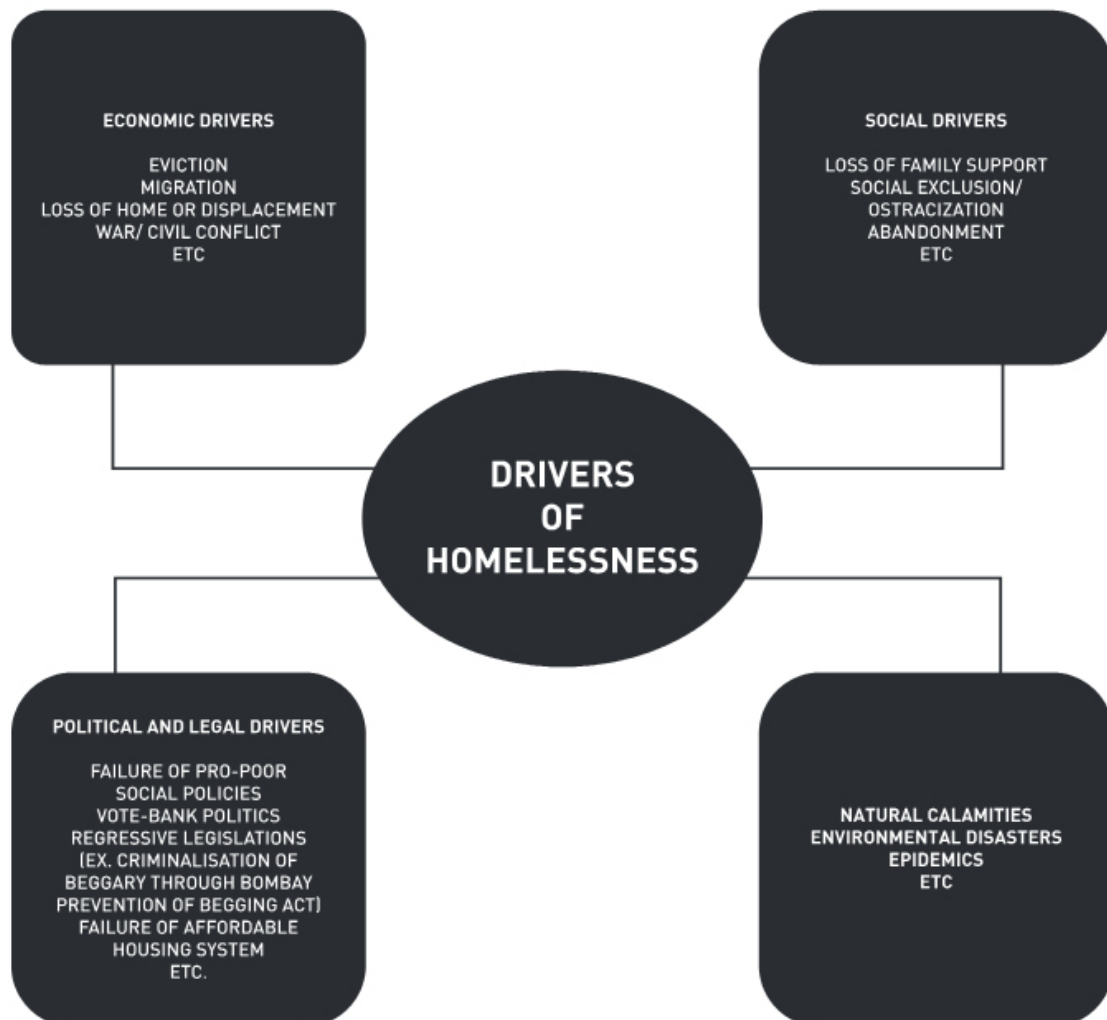 ECONOMIC DRIVERS
EVICTION
MIGRATION
LOSS OF HOME OR DISPLACEMENT
WAR/ CIVIL CONFLICT
ETC
SOCIAL DRIVERS
LOSS OF FAMILY SUPPORT
SOCIAL EXCLUSION/
OSTRACIZATION
ABANDONMENT
ETC
DRIVERS
OF
HOMELESSNESS
POLITICAL AND LEGAL DRIVERS
FAILURE OF PRO-POOR
SOCIAL POLICIES
VOTE-BANK POLITICS
REGRESSIVE LEGISLATIONS
(EX. CRIMINALISATION OF
BEGGARY THROUGH BOMBAY
PREVENTION OF BEGGING ACT)
FAILURE OF AFFORDABLE
HOUSING SYSTEM
ETC.
NATURAL CALAMITIES
ENVIRONMENTAL DISASTERS
EPIDEMICS
ETC